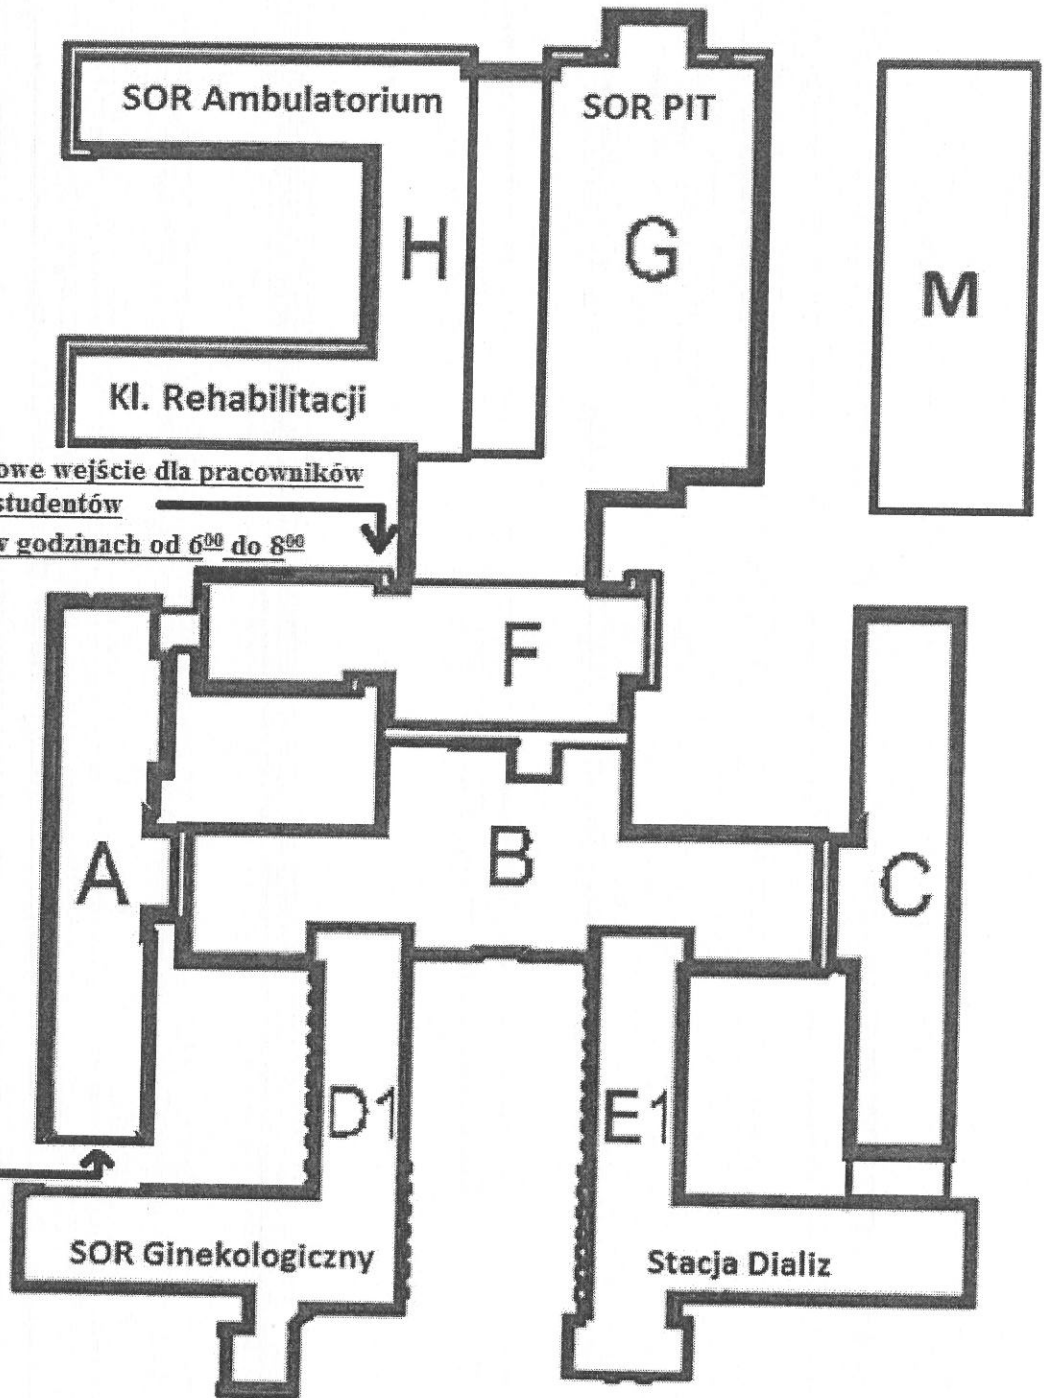 SOR Ambulatorium
SOR PIT
H
G
M
Kl. Rehabilitacji
owe wejście dla pracowników
studentów
w godzinach od 6⁰⁰ do 8⁰⁰
F
A
B
C
D1
E1
SOR Ginekologiczny
Stacja Dializ